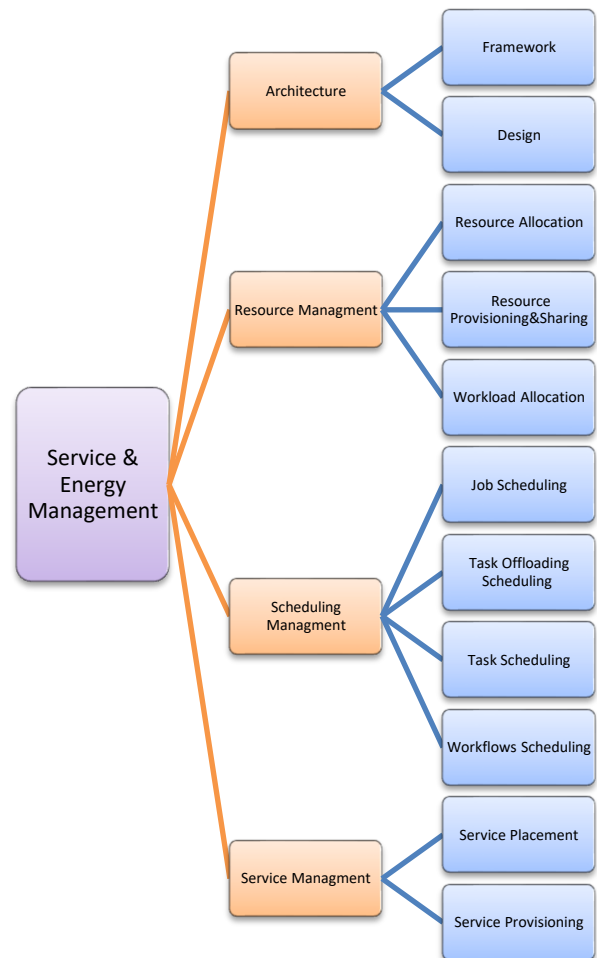 Service &
Energy
Management
Architecture
Framework
Design
Resource Managment
Resource Allocation
Resource
Provisioning&Sharing
Workload Allocation
Scheduling
Managment
Job Scheduling
Task Offloading
Scheduling
Task Scheduling
Workflows Scheduling
Service Managment
Service Placement
Service Provisioning